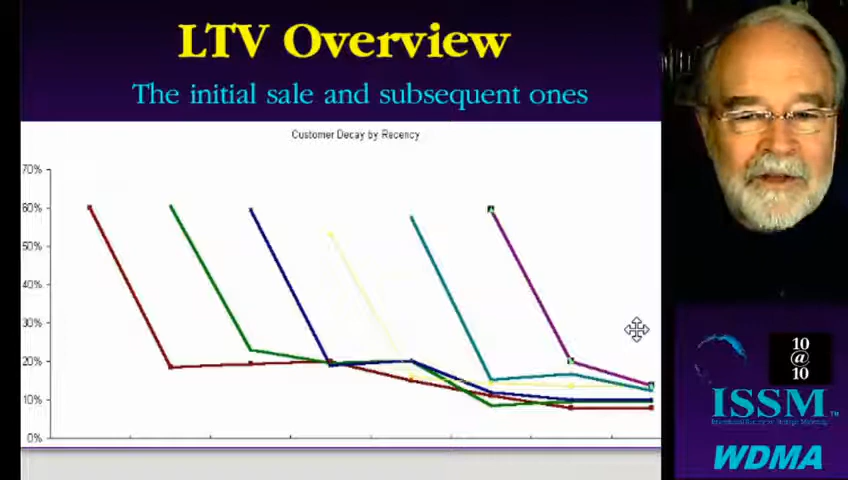 LTV Overview
The initial sale and subsequent ones
Customer Decay by Recency
70%
60%
50%
40%
30%
20%
10%
0%
10
@
10
ISSM™
WDMA